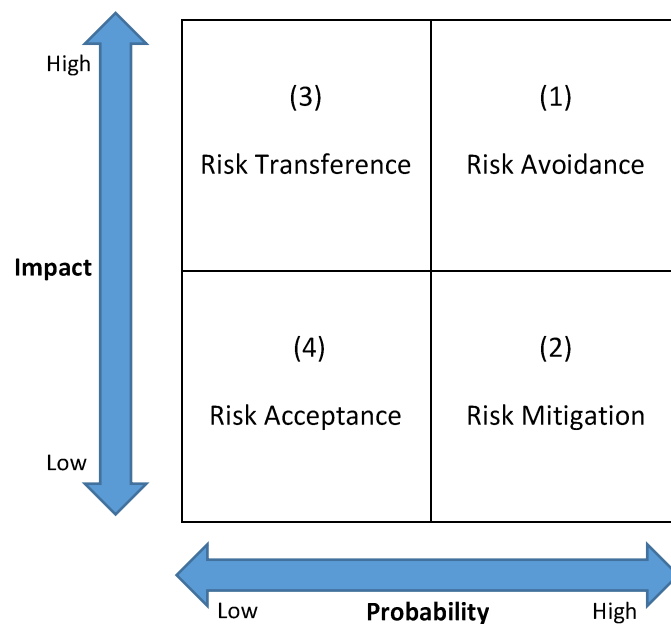 High
(3)
(1)
Risk Transference
Risk Avoidance
Impact
(4)
(2)
Risk Acceptance
Risk Mitigation
Low
Low
Probability
High